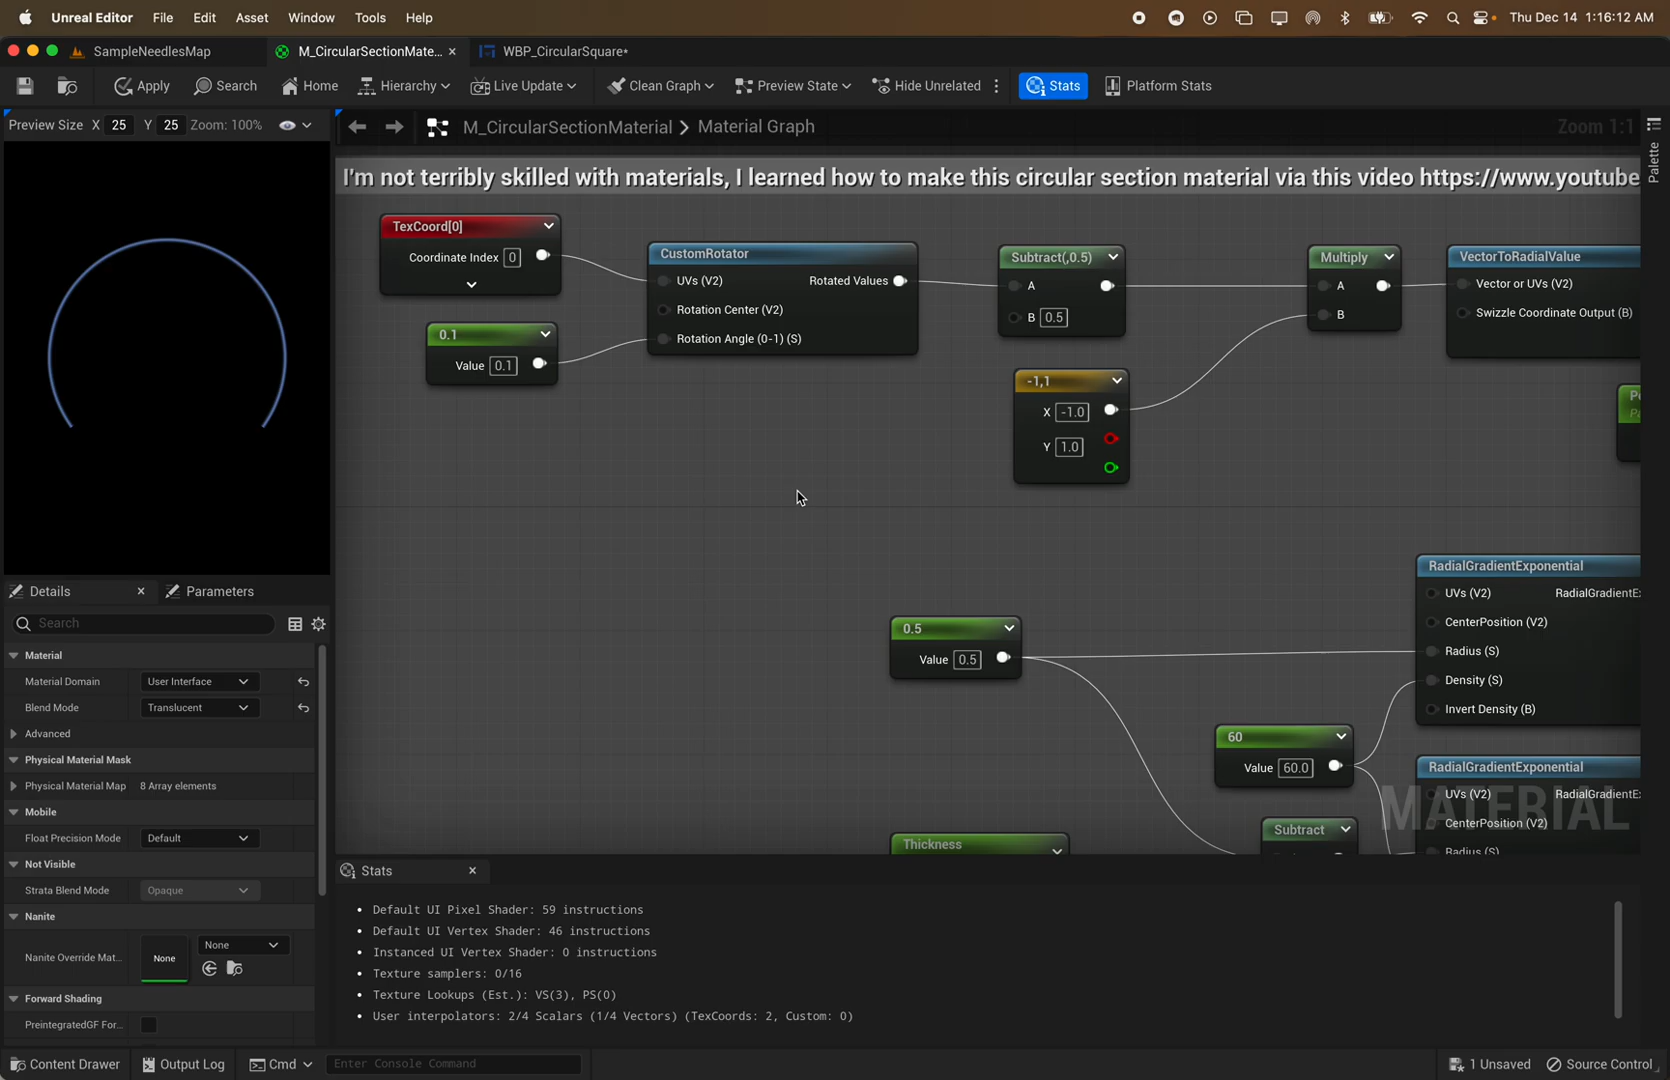 Unreal Editor File Edit Asset Window Tools Help Thu Dec 14 1:16:12 AM
SampleNeedlesMap M_CircularSectionMate... WBP_CircularSquare*
Apply Search Home Hierarchy Live Update Clean Graph Preview State Hide Unrelated Stats Platform Stats
Preview Size X 25 Y 25 Zoom: 100%
M_CircularSectionMaterial > Material Graph Zoom 1:1
Palette
I'm not terribly skilled with materials, I learned how to make this circular section material via this video https://www.youtube
TexCoord[0]
Coordinate Index 0
0.1
Value 0.1
CustomRotator
UVs (V2) Rotated Values
Rotation Center (V2)
Rotation Angle (0-1) (S)
Subtract(,0.5)
A
B 0.5
-1,1
X -1.0
Y 1.0
Multiply
A
B
VectorToRadialValue
Vector or UVs (V2)
Swizzle Coordinate Output (B)
0.5
Value 0.5
60
Value 60.0
RadialGradientExponential
UVs (V2) RadialGradientEx
CenterPosition (V2)
Radius (S)
Density (S)
Invert Density (B)
RadialGradientExponential
UVs (V2) RadialGradientEx
CenterPosition (V2)
Radius (S)
Subtract
Thickness
MATERIAL
Details Parameters
Search
Material
Material Domain User Interface
Blend Mode Translucent
Advanced
Physical Material Mask
Physical Material Map 8 Array elements
Mobile
Float Precision Mode Default
Not Visible
Strata Blend Mode Opaque
Nanite
Nanite Override Mat... None None
Forward Shading
PreintegratedGF For...
Stats
• Default UI Pixel Shader: 59 instructions
• Default UI Vertex Shader: 46 instructions
• Instanced UI Vertex Shader: 0 instructions
• Texture samplers: 0/16
• Texture Lookups (Est.): VS(3), PS(0)
• User interpolators: 2/4 Scalars (1/4 Vectors) (TexCoords: 2, Custom: 0)
Content Drawer Output Log Cmd Enter Console Command 1 Unsaved Source Control